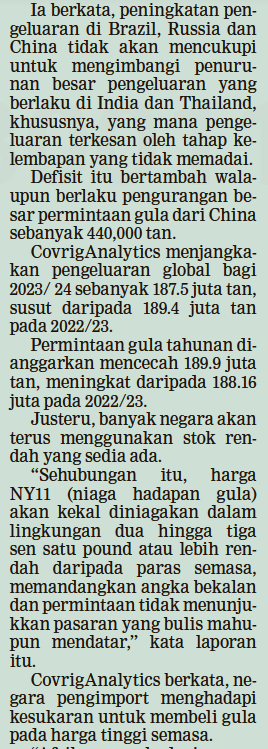 Ia berkata, peningkatan pen-
geluaran di Brazil, Russia dan
China tidak akan mencukupi
untuk mengimbangi penuru-
nan besar pengeluaran yang
berlaku di India dan Thailand,
khususnya, yang mana penge-
luaran terkesan oleh tahap ke-
lembapan yang tidak memadai.
Defisit itu bertambah wala-
upun berlaku pengurangan be-
sar permintaan gula dari China
sebanyak 440,000 tan.
CovrigAnalytics menjangka-
kan pengeluaran global bagi
2023/ 24 sebanyak 187.5 juta tan,
susut daripada 189.4 juta tan
pada 2022/23.
Permintaan gula tahunan di-
anggarkan mencecah 189.9 juta
tan, meningkat daripada 188.16
juta pada 2022/23.
Justeru, banyak negara akan
terus menggunakan stok ren-
dah yang sedia ada.
“Sehubungan itu, harga
NY11 (niaga hadapan gula)
akan kekal diniagakan dalam
lingkungan dua hingga tiga
sen satu pound atau lebih ren-
dah daripada paras semasa,
memandangkan angka bekalan
dan permintaan tidak menunju-
kkan pasaran yang bulis mahu-
pun mendatar,” kata laporan
itu.
CovrigAnalytics berkata, ne-
gara pengimport menghadapi
kesukaran untuk membeli gula
pada harga tinggi semasa.